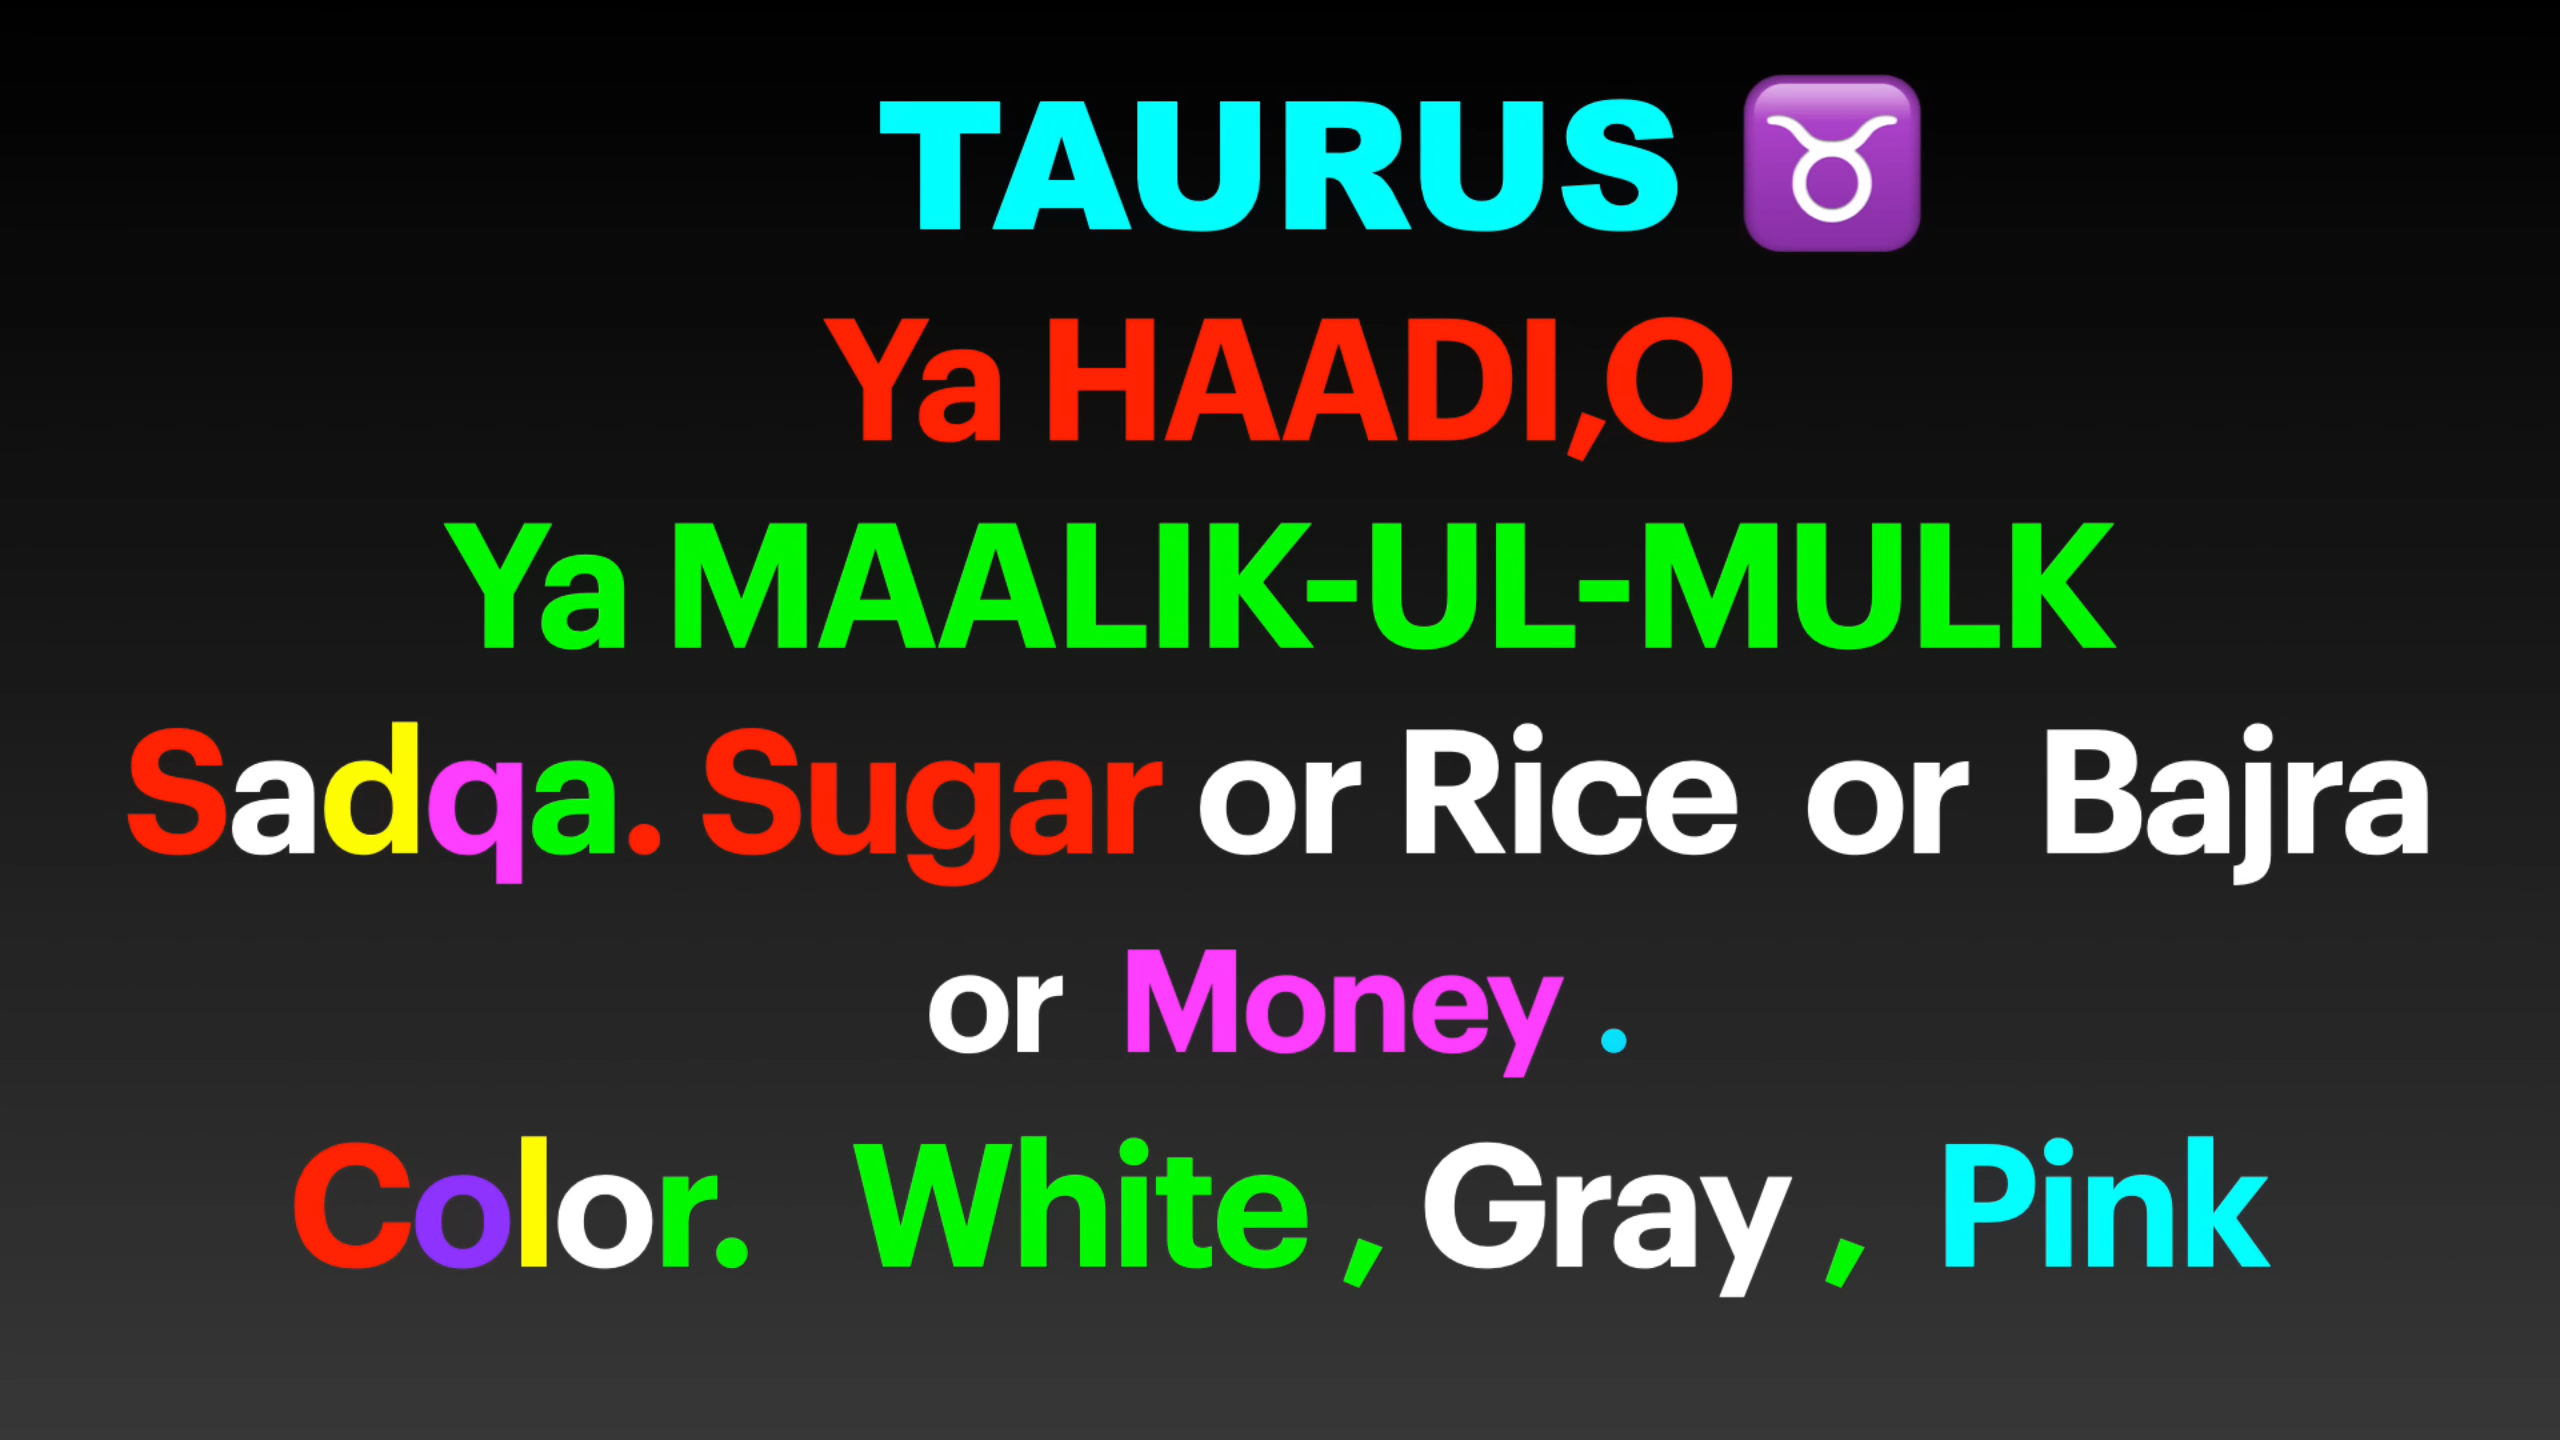 TAURUS ♉
Ya HAADI,O
Ya MAALIK-UL-MULK
Sadqa. Sugar or Rice or Bajra
or Money .
Color. White , Gray , Pink